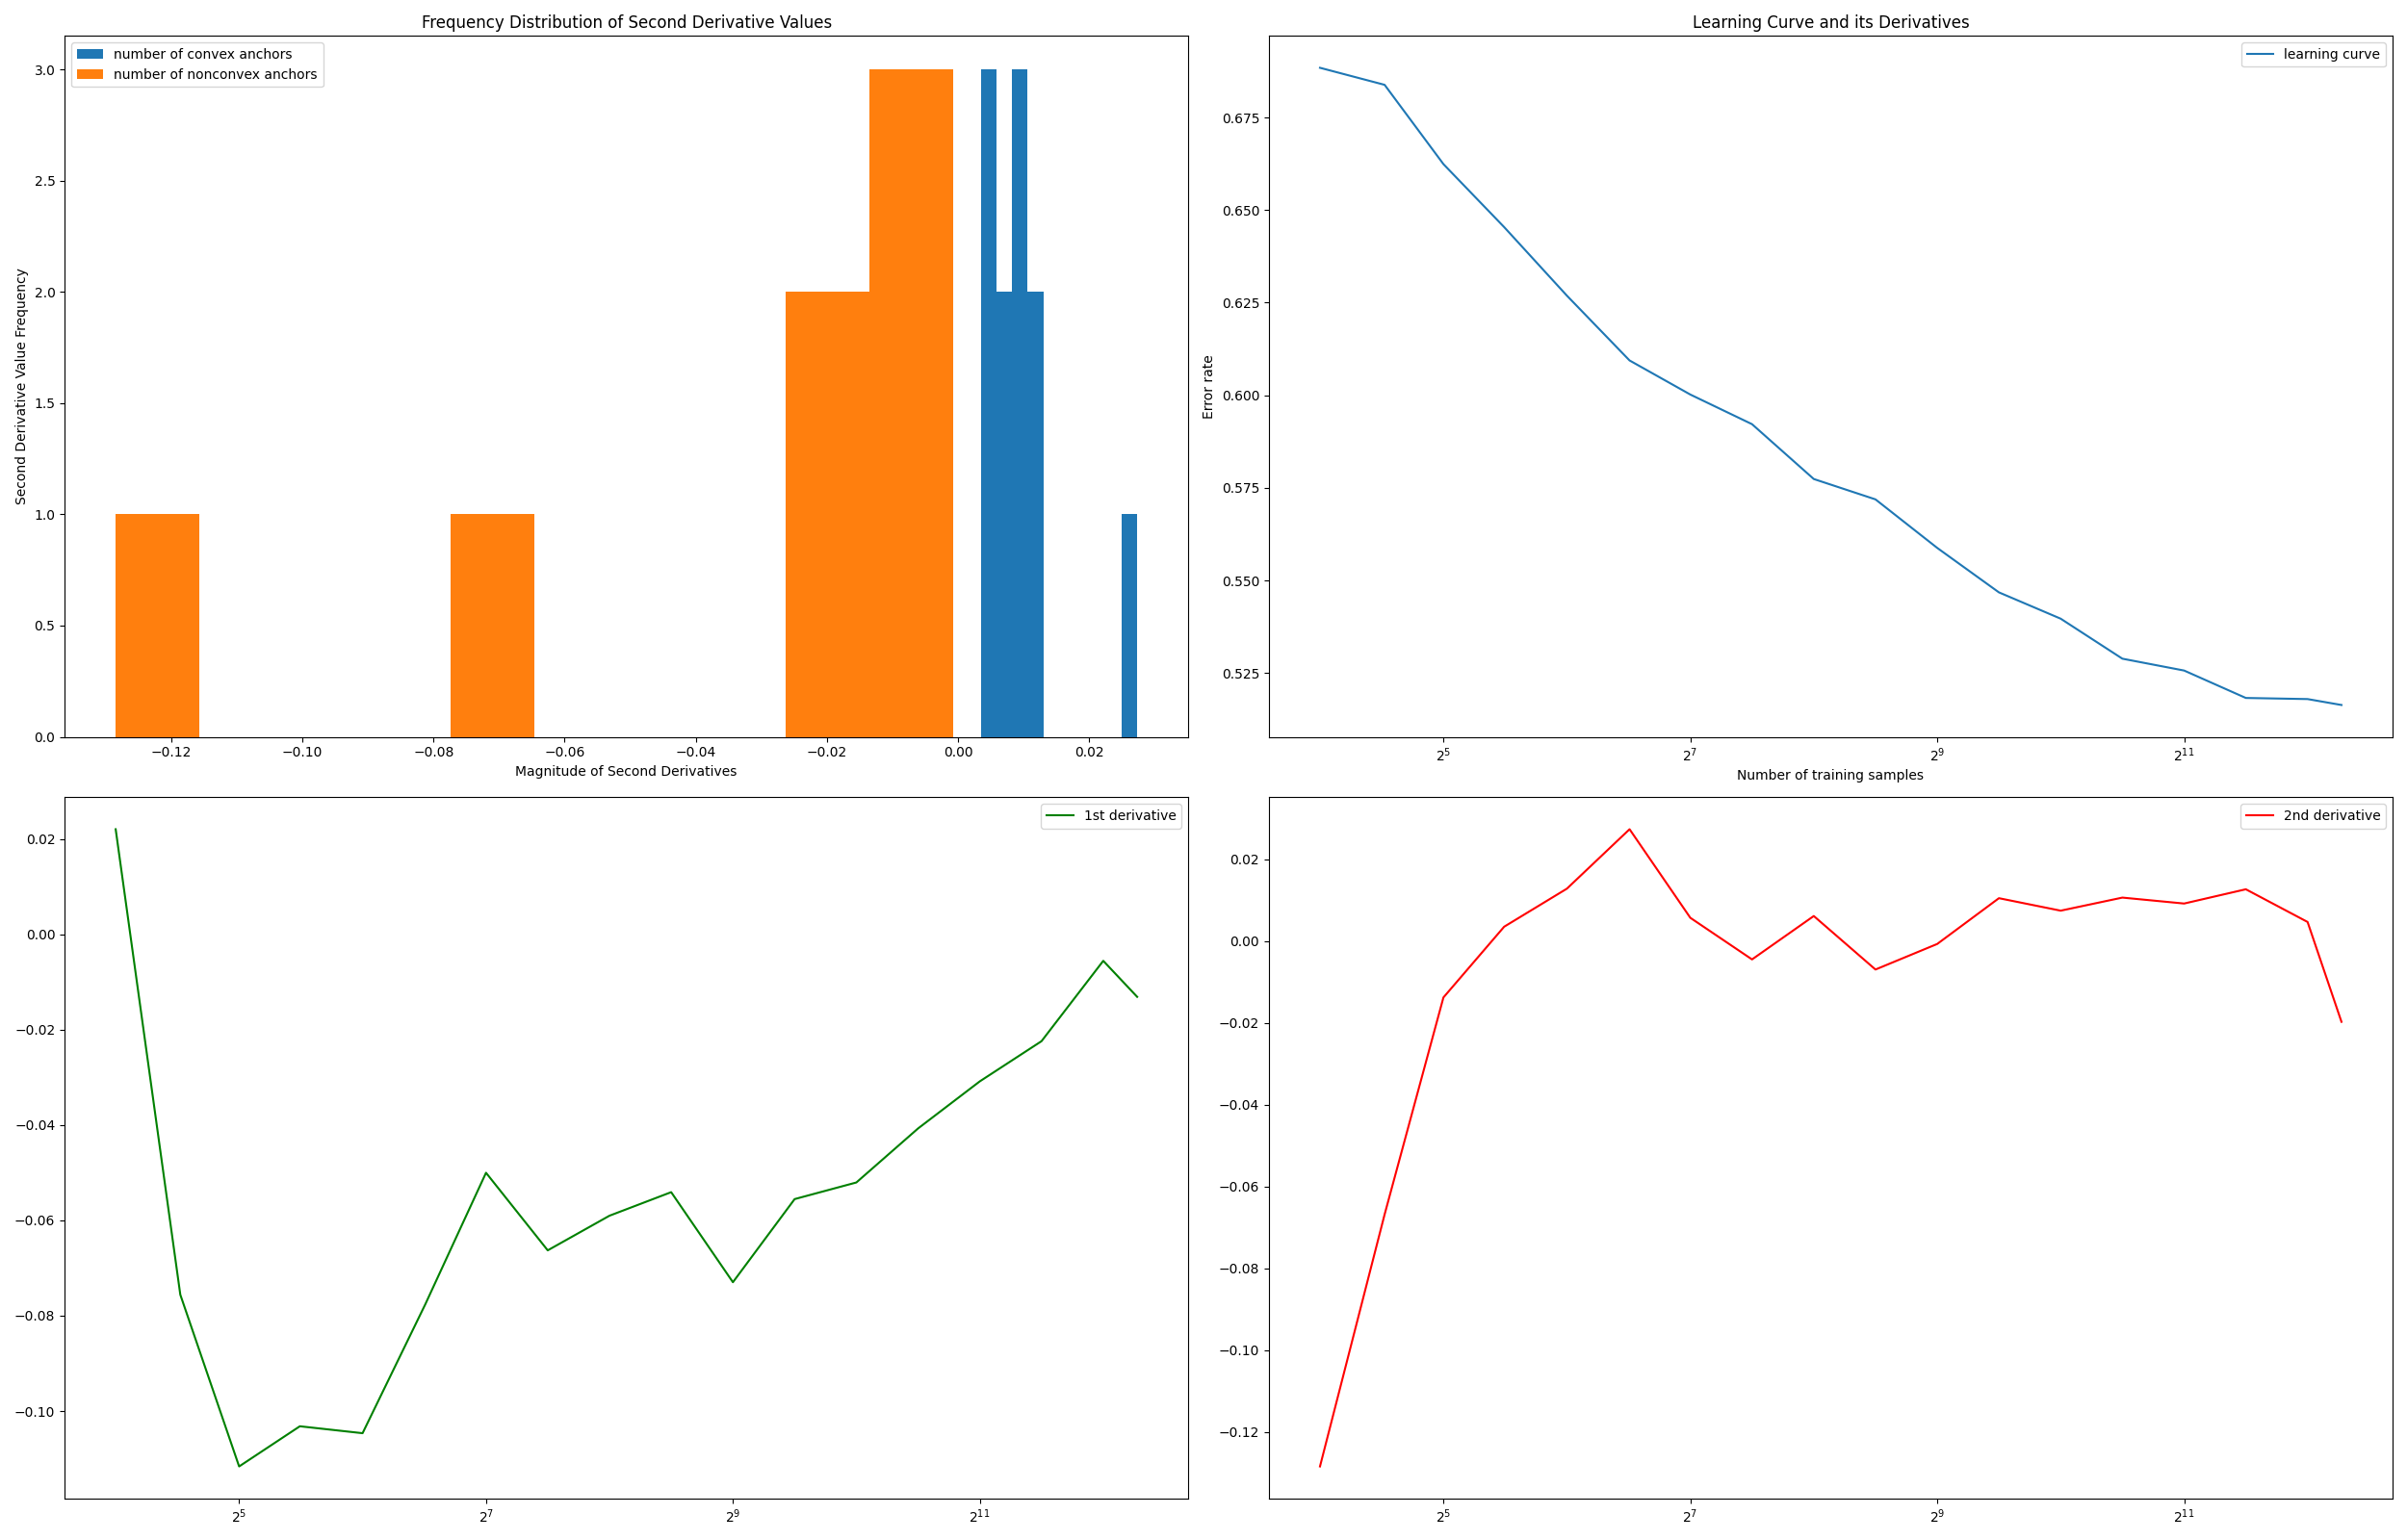 Frequency Distribution of Second Derivative Values
number of convex anchors
number of nonconvex anchors
Second Derivative Value Frequency
3.0
2.5
2.0
1.5
1.0
0.5
0.0
−0.12 −0.10 −0.08 −0.06 −0.04 −0.02 0.00 0.02
Magnitude of Second Derivatives
Learning Curve and its Derivatives
learning curve
Error rate
0.675
0.650
0.625
0.600
0.575
0.550
0.525
2^5 2^7 2^9 2^11
Number of training samples
1st derivative
0.02
0.00
−0.02
−0.04
−0.06
−0.08
−0.10
2^5 2^7 2^9 2^11
2nd derivative
0.02
0.00
−0.02
−0.04
−0.06
−0.08
−0.10
−0.12
2^5 2^7 2^9 2^11